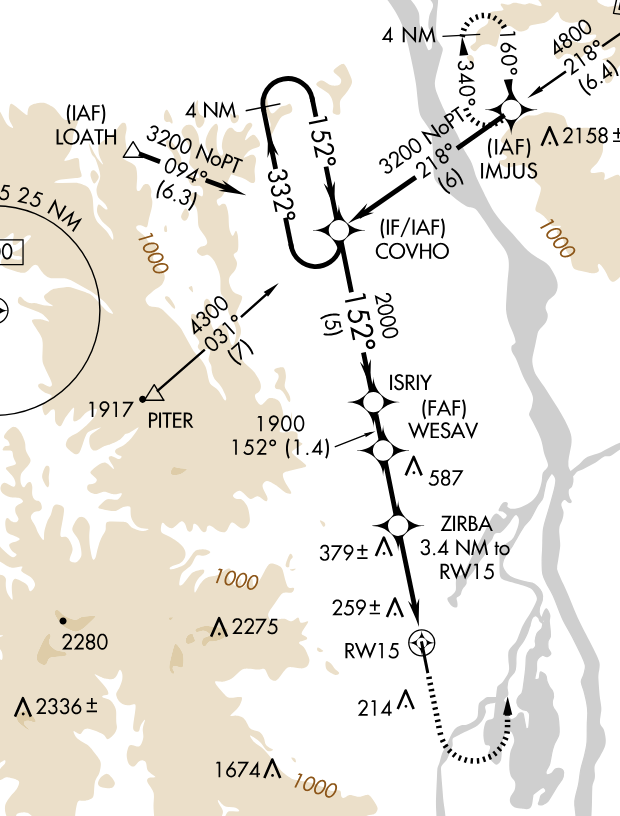 4 NM
160°
340°
4800
218°
(6.4)
(IAF)
LOATH
4 NM
3200 NoPT
094°
(6.3)
152°
332°
3200 NoPT
218°
(6)
(IAF)
IMJUS
2158±
5 25 NM
1000
(IF/IAF)
COVHO
1000
4300
031°
(7)
2000
152°
(5)
1917
PITER
ISRIY
(FAF)
WESAV
1900
152° (1.4)
587
ZIRBA
3.4 NM to
RW15
379±
1000
259±
2280
2275
RW15
2336±
214
1674
1000